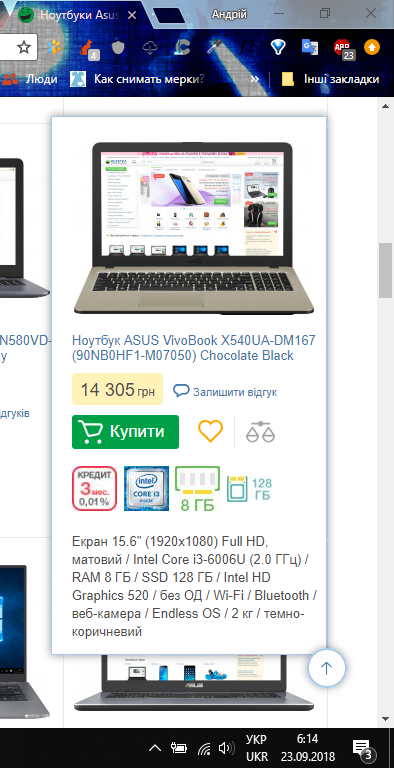 Ноутбуки Asus
Андрій
4
23
Люди
Как снимать мерки?
»
Інші закладки
N580VD-
ідгуків
Ноутбук ASUS VivoBook X540UA-DM167
(90NB0HF1-M07050) Chocolate Black
14 305 грн
Залишити відгук
Купити
КРЕДИТ
3 мес.
0,01%
intel
CORE i3
inside
8 ГБ
128
ГБ
Екран 15.6" (1920x1080) Full HD,
матовий / Intel Core i3-6006U (2.0 ГГц) /
RAM 8 ГБ / SSD 128 ГБ / Intel HD
Graphics 520 / без ОД / Wi-Fi / Bluetooth /
веб-камера / Endless OS / 2 кг / темно-
коричневий
ASUS
УКР
UKR
6:14
23.09.2018
3